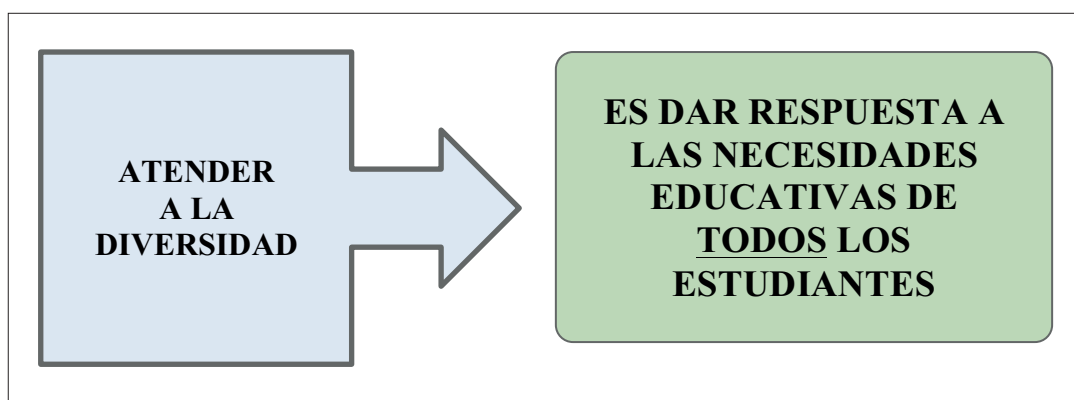 ATENDER
A LA
DIVERSIDAD
ES DAR RESPUESTA A
LAS NECESIDADES
EDUCATIVAS DE
TODOS LOS
ESTUDIANTES